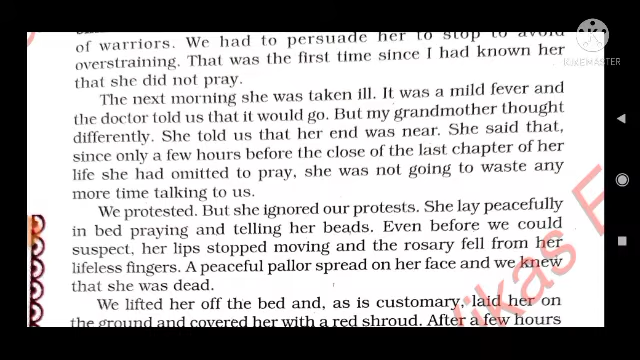 of warriors. We had to persuade her to stop to avoid
overstraining. That was the first time since I had known her
that she did not pray.
The next morning she was taken ill. It was a mild fever and
the doctor told us that it would go. But my grandmother thought
differently. She told us that her end was near. She said that,
since only a few hours before the close of the last chapter of her
life she had omitted to pray, she was not going to waste any
more time talking to us.
We protested. But she ignored our protests. She lay peacefully
in bed praying and telling her beads. Even before we could
suspect, her lips stopped moving and the rosary fell from her
lifeless fingers. A peaceful pallor spread on her face and we knew
that she was dead.
We lifted her off the bed and, as is customary, laid her on
the ground and covered her with a red shroud. After a few hours
KINEMASTER
Vikas